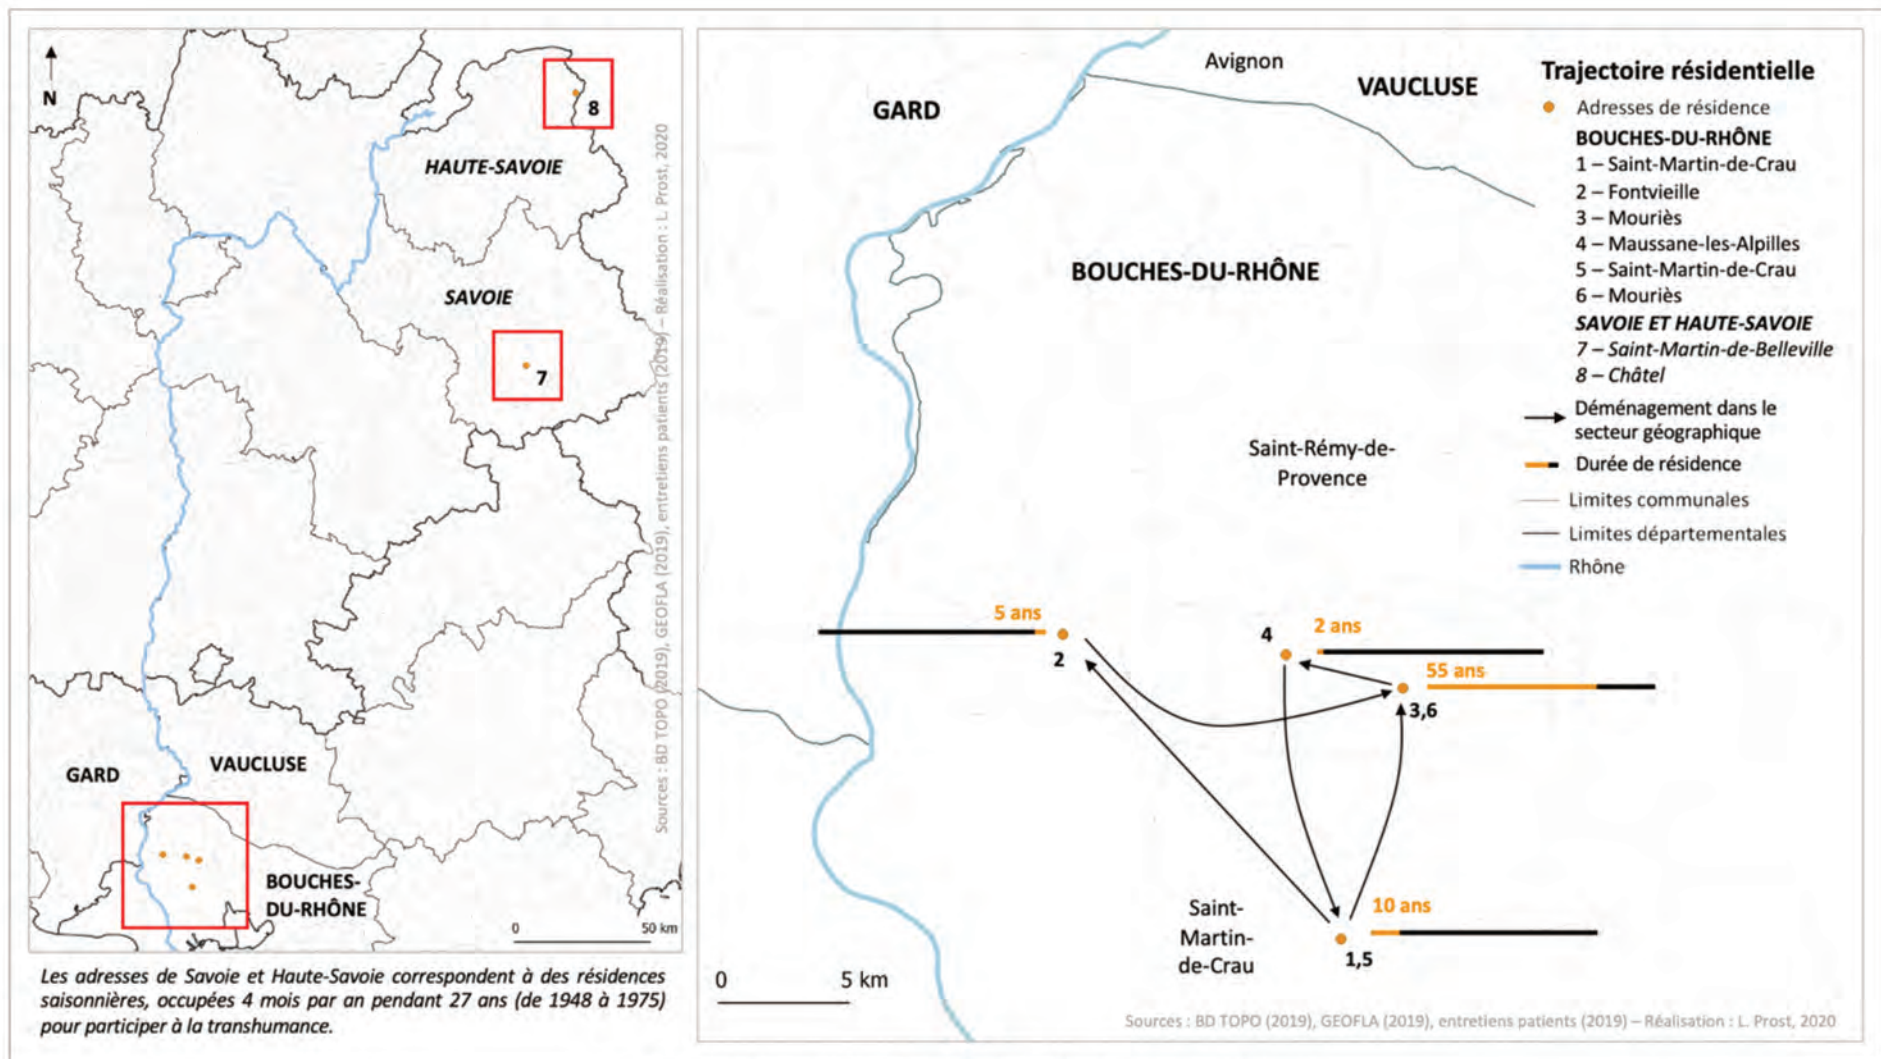 N
8
HAUTE-SAVOIE
SAVOIE
7
GARD
VAUCLUSE
BOUCHES-
DU-RHÔNE
0 50 km
Sources : BD TOPO (2019), GEOFLA (2019), entretiens patients (2019) – Réalisation : L. Prost, 2020
Les adresses de Savoie et Haute-Savoie correspondent à des résidences
saisonnières, occupées 4 mois par an pendant 27 ans (de 1948 à 1975)
pour participer à la transhumance.
Avignon
VAUCLUSE
GARD
BOUCHES-DU-RHÔNE
Saint-Rémy-de-
Provence
5 ans
2
4
2 ans
55 ans
3,6
10 ans
Saint-
Martin-
de-Crau
1,5
0 5 km
Trajectoire résidentielle
Adresses de résidence
BOUCHES-DU-RHÔNE
1 – Saint-Martin-de-Crau
2 – Fontvieille
3 – Mouriès
4 – Maussane-les-Alpilles
5 – Saint-Martin-de-Crau
6 – Mouriès
SAVOIE ET HAUTE-SAVOIE
7 – Saint-Martin-de-Belleville
8 – Châtel
Déménagement dans le
secteur géographique
Durée de résidence
Limites communales
Limites départementales
Rhône
Sources : BD TOPO (2019), GEOFLA (2019), entretiens patients (2019) – Réalisation : L. Prost, 2020